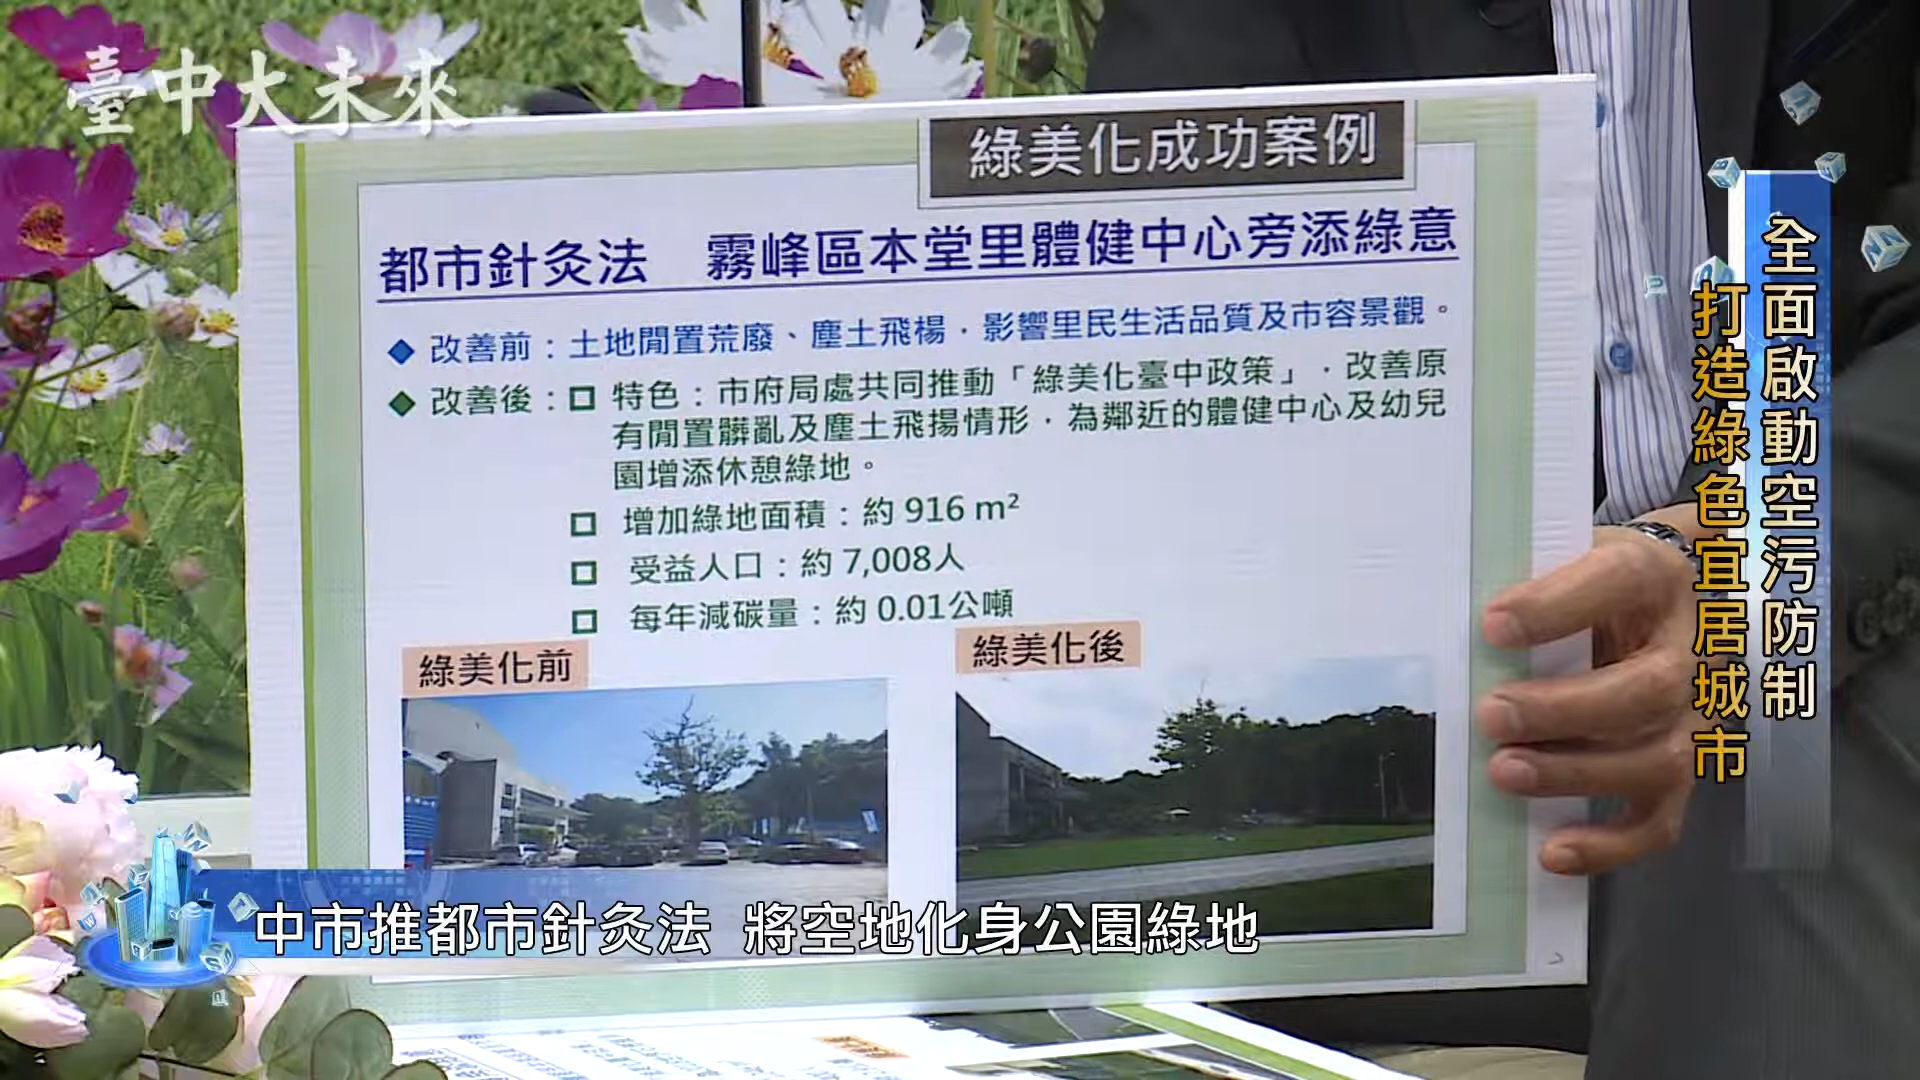 臺中大未來
綠美化成功案例
都市針灸法 霧峰區本堂里體健中心旁添綠意
◆ 改善前：土地閒置荒廢、塵土飛楊，影響里民生活品質及市容景觀。
◆ 改善後：□ 特色：市府局處共同推動「綠美化臺中政策」，改善原
有閒置髒亂及塵土飛揚情形，為鄰近的體健中心及幼兒
園增添休憩綠地。
□ 增加綠地面積：約 916 m²
□ 受益人口：約 7,008人
□ 每年減碳量：約 0.01公噸
綠美化前
綠美化後
全面啟動空污防制
打造綠色宜居城市
中市推都市針灸法 將空地化身公園綠地